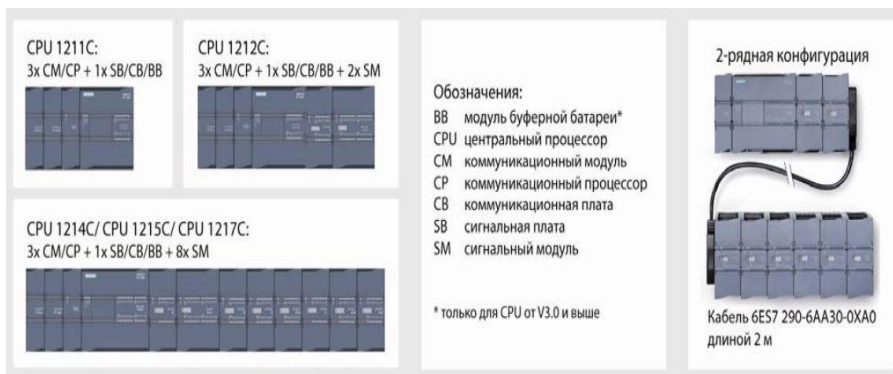 CPU 1211C:
3x CM/CP + 1x SB/CB/BB
CPU 1212C:
3x CM/CP + 1x SB/CB/BB + 2x SM
CPU 1214C/ CPU 1215C/ CPU 1217C:
3x CM/CP + 1x SB/CB/BB + 8x SM
Обозначения:
BB модуль буферной батареи*
CPU центральный процессор
CM коммуникационный модуль
CP коммуникационный процессор
CB коммуникационная плата
SB сигнальная плата
SM сигнальный модуль
* только для CPU от V3.0 и выше
2-рядная конфигурация
Кабель 6ES7 290-6AA30-0XA0
длиной 2 м